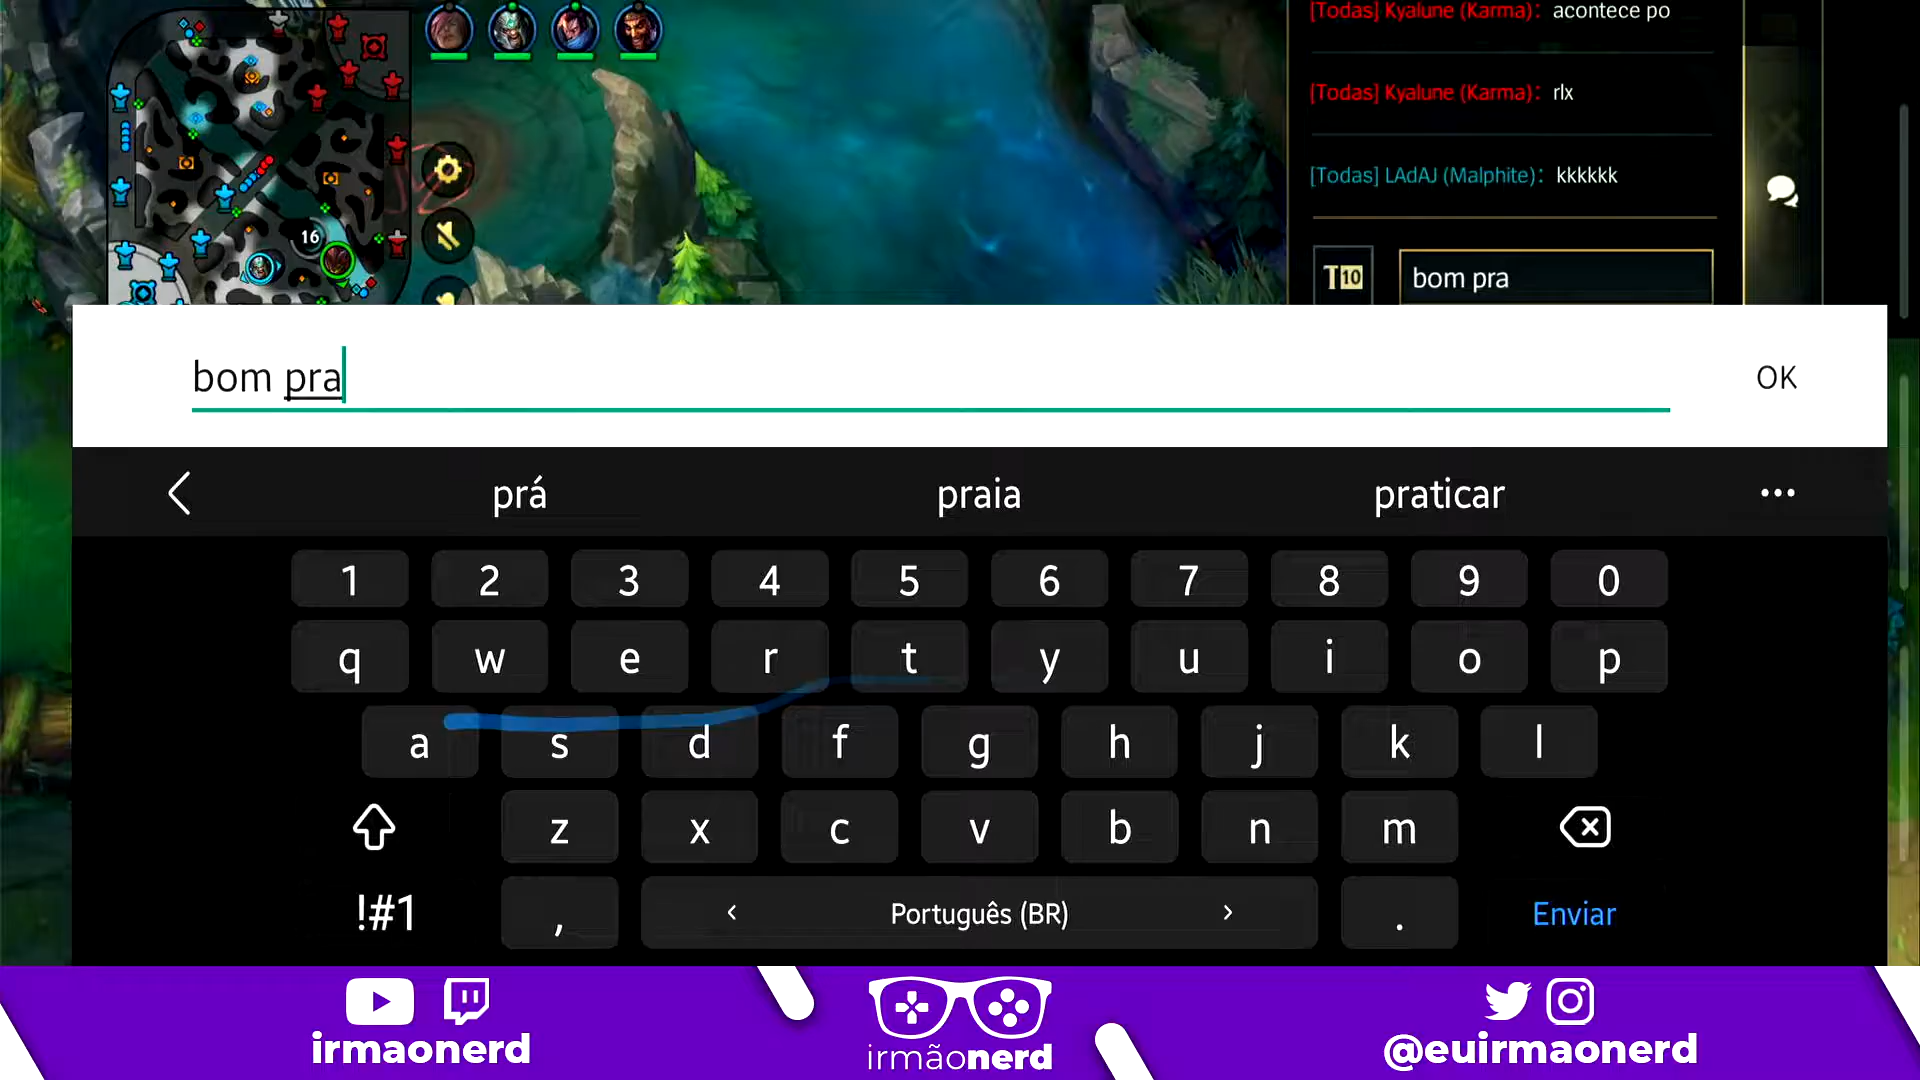 [Todas] Kyalune (Karma): acontece po
[Todas] Kyalune (Karma): rlx
[Todas] LAdAJ (Malphite): kkkkkk
16
T10
bom pra
bom pra
OK
prá praia praticar
1 2 3 4 5 6 7 8 9 0
q w e r t y u i o p
a s d f g h j k l
z x c v b n m
!#1 , < Português (BR) > . Enviar
irmaonerd
irmãonerd
@euirmaonerd